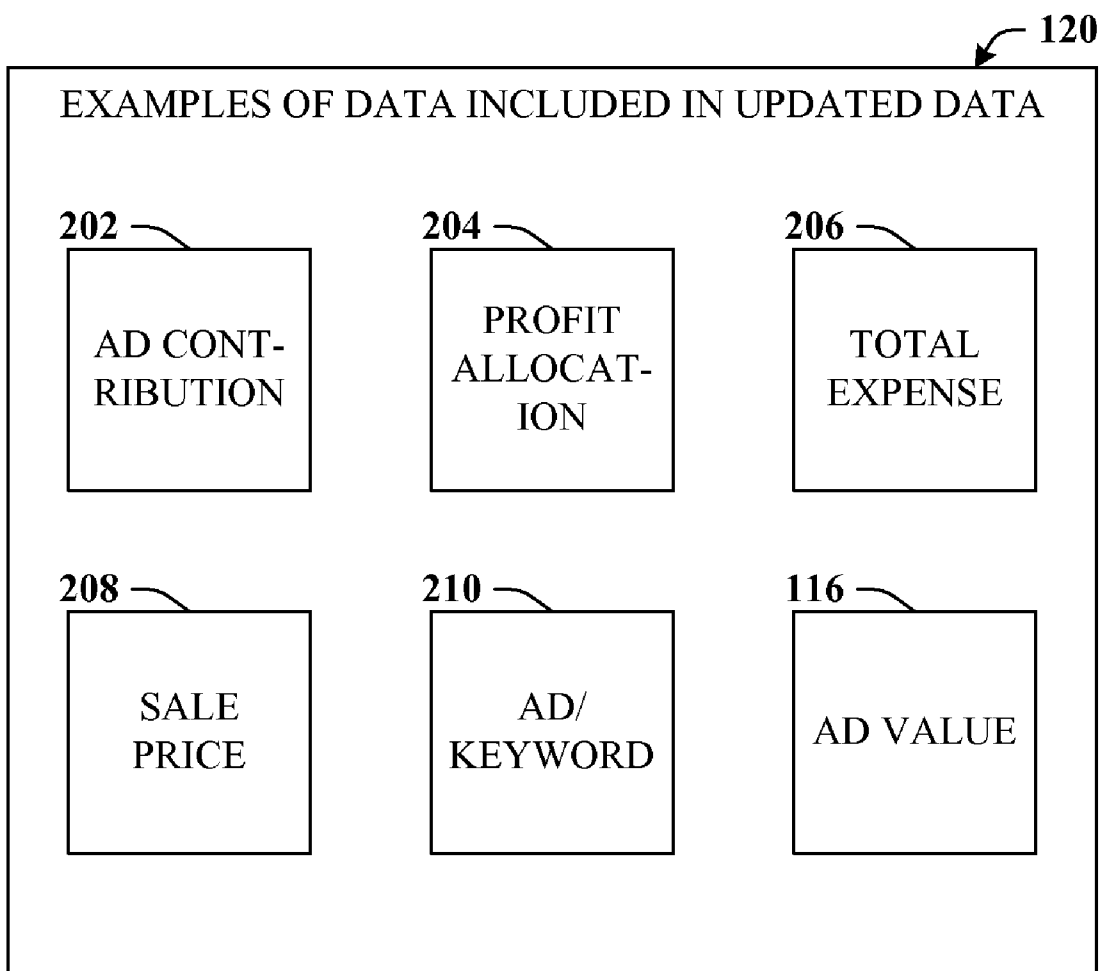 120
EXAMPLES OF DATA INCLUDED IN UPDATED DATA
202
204
206
AD CONT-
RIBUTION
PROFIT
ALLOCAT-
ION
TOTAL
EXPENSE
208
210
116
SALE
PRICE
AD/
KEYWORD
AD VALUE